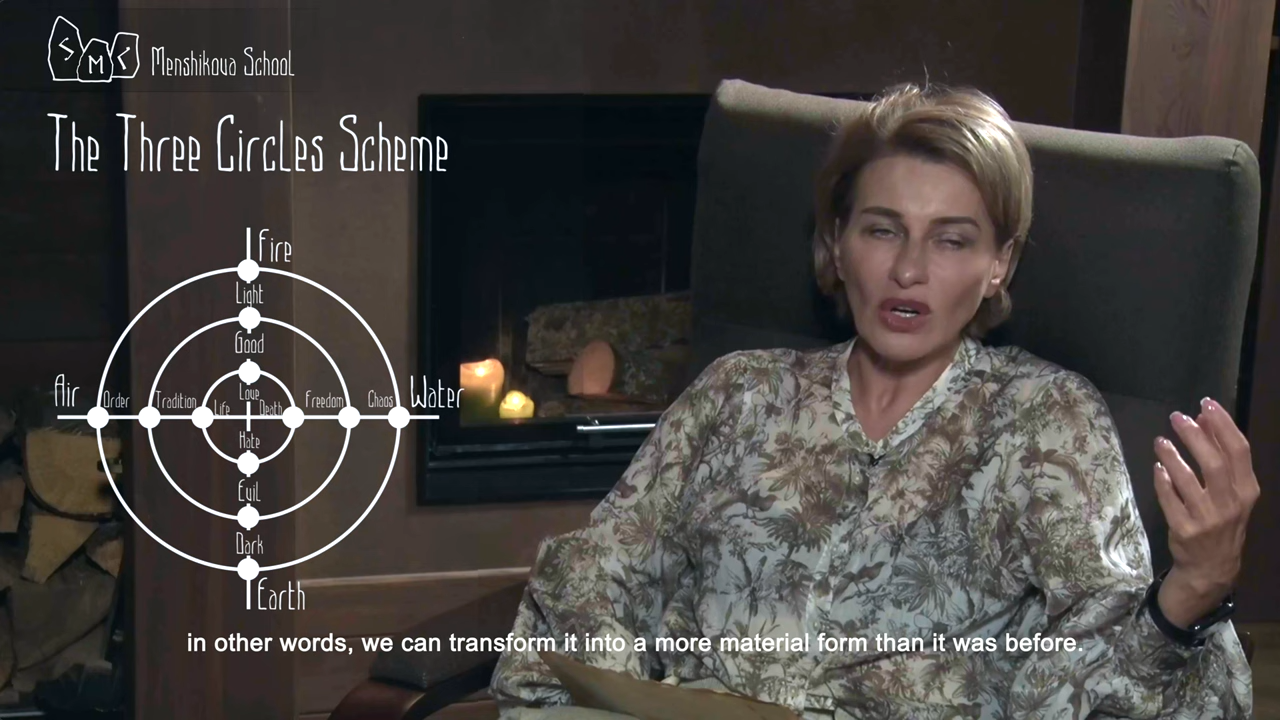 SMS
Menshikova School
The Three Circles Scheme
Fire
Light
Good
Air
Order
Tradition
Life
Love
Death
Freedom
Chaos
Water
Hate
Evil
Dark
Earth
in other words, we can transform it into a more material form than it was before.